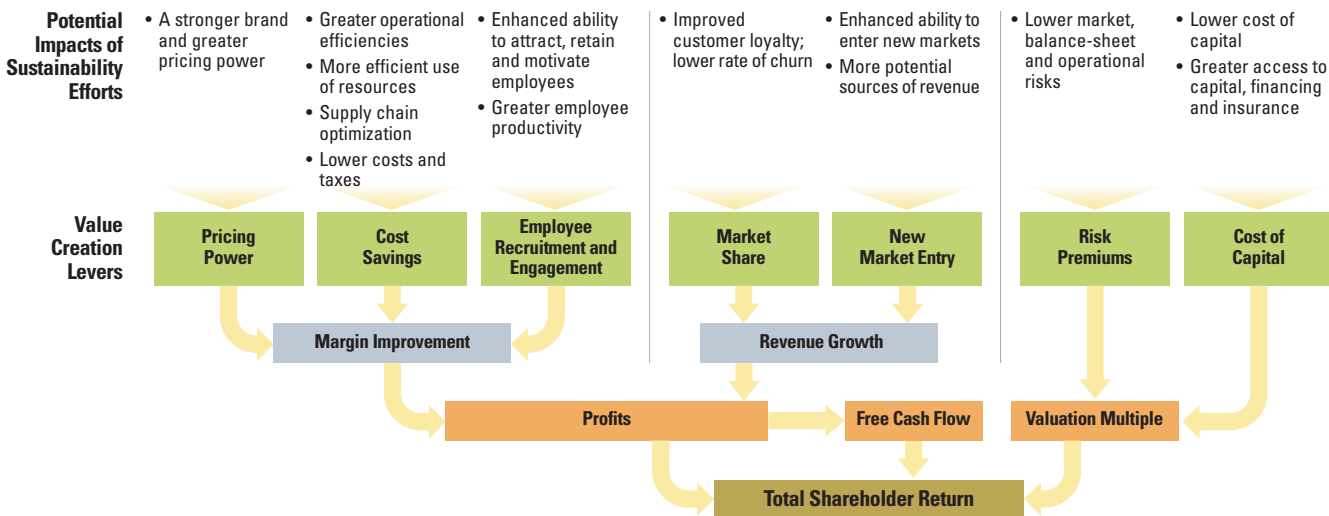 Potential
Impacts of
Sustainability
Efforts
• A stronger brand
and greater
pricing power
• Greater operational
efficiencies
• More efficient use
of resources
• Supply chain
optimization
• Lower costs and
taxes
• Enhanced ability
to attract, retain
and motivate
employees
• Greater employee
productivity
• Improved
customer loyalty;
lower rate of churn
• Enhanced ability to
enter new markets
• More potential
sources of revenue
• Lower market,
balance-sheet
and operational
risks
• Lower cost of
capital
• Greater access to
capital, financing
and insurance
Value
Creation
Levers
Pricing
Power
Cost
Savings
Employee
Recruitment and
Engagement
Market
Share
New
Market Entry
Risk
Premiums
Cost of
Capital
Margin Improvement
Revenue Growth
Profits
Free Cash Flow
Valuation Multiple
Total Shareholder Return